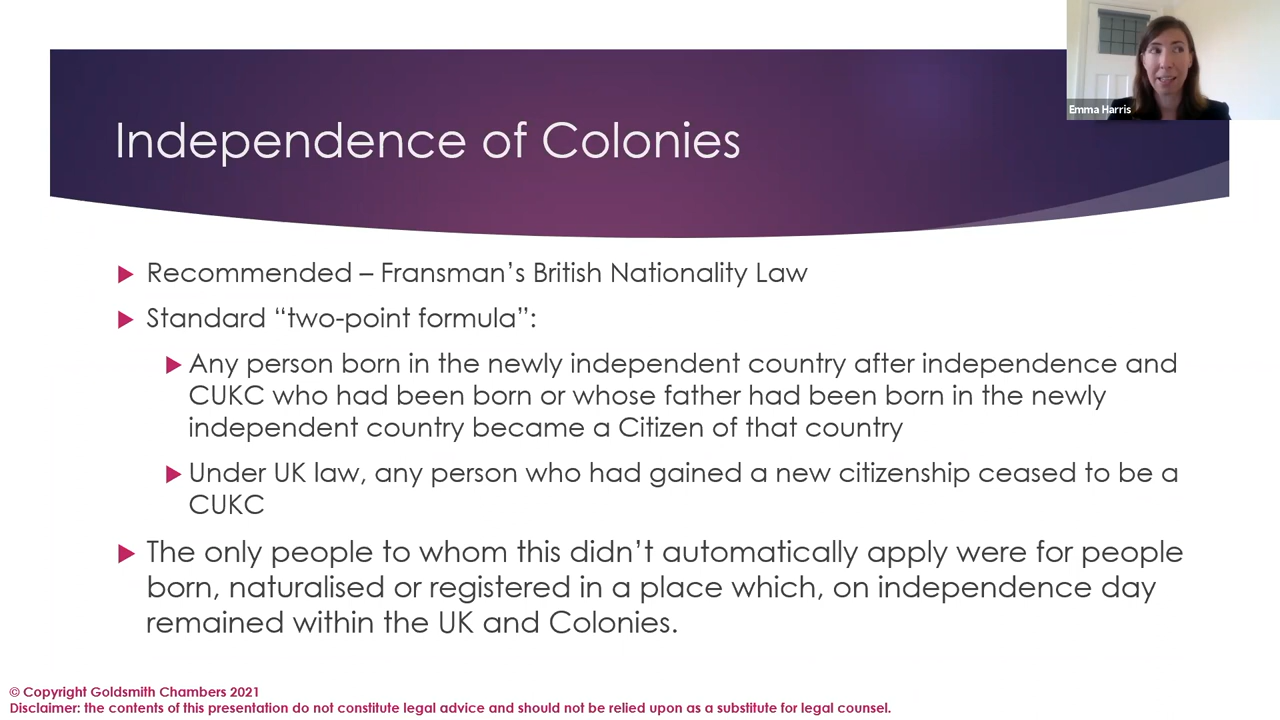 Emma Harris
Independence of Colonies
Recommended – Fransman’s British Nationality Law
Standard “two-point formula”:
Any person born in the newly independent country after independence and
CUKC who had been born or whose father had been born in the newly
independent country became a Citizen of that country
Under UK law, any person who had gained a new citizenship ceased to be a
CUKC
The only people to whom this didn’t automatically apply were for people
born, naturalised or registered in a place which, on independence day
remained within the UK and Colonies.
© Copyright Goldsmith Chambers 2021
Disclaimer: the contents of this presentation do not constitute legal advice and should not be relied upon as a substitute for legal counsel.